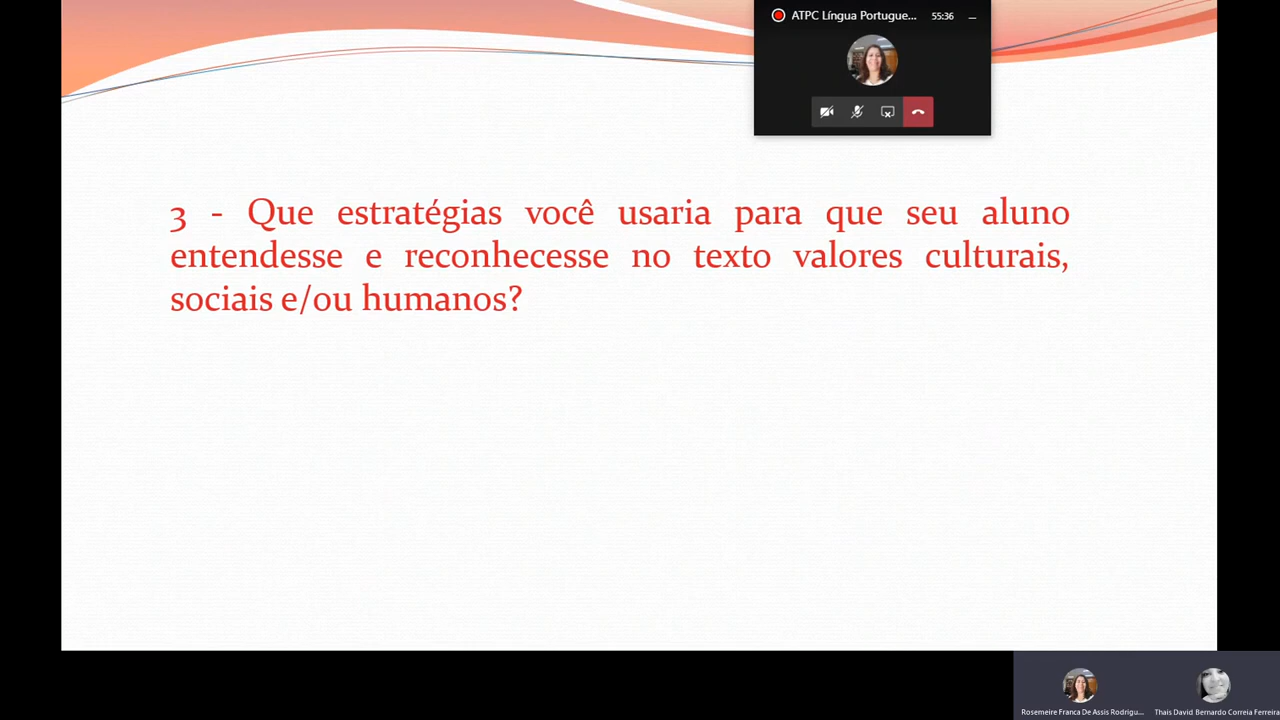 ATPC Língua Portugue... 55:36
3 - Que estratégias você usaria para que seu aluno
entendesse e reconhecesse no texto valores culturais,
sociais e/ou humanos?
Rosemeire Franca De Assis Rodrigu... Thais David Bernardo Correia Ferreira